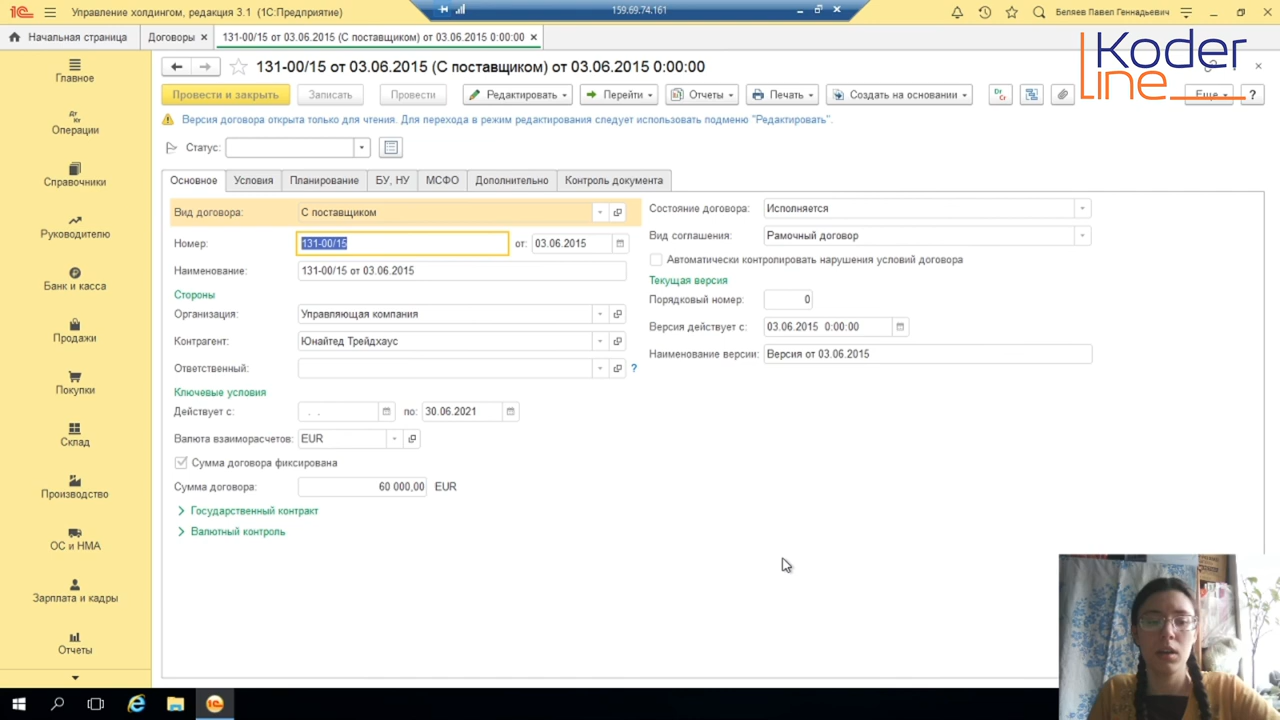 1С Управление холдингом, редакция 3.1 (1С:Предприятие)
159.69.74.161
Беляев Павел Геннадьевич
Начальная страница
Договоры ×
131-00/15 от 03.06.2015 (С поставщиком) от 03.06.2015 0:00:00 ×
Koder
line
Главное
Операции
Справочники
Руководителю
Банк и касса
Продажи
Покупки
Склад
Производство
ОС и НМА
Зарплата и кадры
Отчеты
131-00/15 от 03.06.2015 (С поставщиком) от 03.06.2015 0:00:00
Провести и закрыть
Записать
Провести
Редактировать
Перейти
Отчеты
Печать
Создать на основании
Еще
?
Версия договора открыта только для чтения. Для перехода в режим редактирования следует использовать подменю "Редактировать".
Статус:
Основное
Условия
Планирование
БУ, НУ
МСФО
Дополнительно
Контроль документа
Вид договора: С поставщиком
Номер: 131-00/15 от: 03.06.2015
Наименование: 131-00/15 от 03.06.2015
Стороны
Организация: Управляющая компания
Контрагент: Юнайтед Трейдхаус
Ответственный: ?
Ключевые условия
Действует с: . . по: 30.06.2021
Валюта взаиморасчетов: EUR
Сумма договора фиксирована
Сумма договора: 60 000,00 EUR
Государственный контракт
Валютный контроль
Состояние договора: Исполняется
Вид соглашения: Рамочный договор
Автоматически контролировать нарушения условий договора
Текущая версия
Порядковый номер: 0
Версия действует с: 03.06.2015 0:00:00
Наименование версии: Версия от 03.06.2015